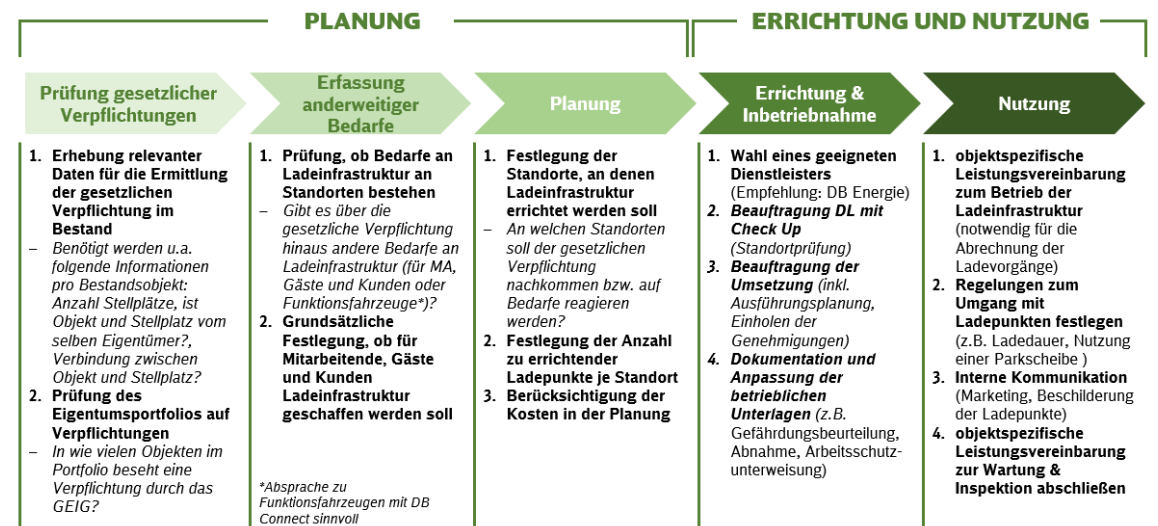 PLANUNG
ERRICHTUNG UND NUTZUNG
Prüfung gesetzlicher
Verpflichtungen
Erfassung
anderweitiger
Bedarfe
Planung
Errichtung &
Inbetriebnahme
Nutzung
1. Erhebung relevanter
Daten für die Ermittlung
der gesetzlichen
Verpflichtung im
Bestand
– Benötigt werden u.a.
folgende Informationen
pro Bestandsobjekt:
Anzahl Stellplätze, ist
Objekt und Stellplatz vom
selben Eigentümer?,
Verbindung zwischen
Objekt und Stellplatz?
2. Prüfung des
Eigentumsportfolios auf
Verpflichtungen
– In wie vielen Objekten im
Portfolio beseht eine
Verpflichtung durch das
GEIG?
1. Prüfung, ob Bedarfe an
Ladeinfrastruktur an
Standorten bestehen
– Gibt es über die
gesetzliche Verpflichtung
hinaus andere Bedarfe an
Ladeinfrastruktur (für MA,
Gäste und Kunden oder
Funktionsfahrzeuge*)?
2. Grundsätzliche
Festlegung, ob für
Mitarbeitende, Gäste
und Kunden
Ladeinfrastruktur
geschaffen werden soll
*Absprache zu
Funktionsfahrzeugen mit DB
Connect sinnvoll
1. Festlegung der
Standorte, an denen
Ladeinfrastruktur
errichtet werden soll
– An welchen Standorten
soll der gesetzlichen
Verpflichtung
nachkommen bzw. auf
Bedarfe reagieren
werden?
2. Festlegung der Anzahl
zu errichtender
Ladepunkte je Standort
3. Berücksichtigung der
Kosten in der Planung
1. Wahl eines geeigneten
Dienstleisters
(Empfehlung: DB Energie)
2. Beauftragung DL mit
Check Up
(Standortprüfung)
3. Beauftragung der
Umsetzung (inkl.
Ausführungsplanung,
Einholen der
Genehmigungen)
4. Dokumentation und
Anpassung der
betrieblichen
Unterlagen (z.B.
Gefährdungsbeurteilung,
Abnahme, Arbeitsschutz-
unterweisung)
1. objektspezifische
Leistungsvereinbarung
zum Betrieb der
Ladeinfrastruktur
(notwendig für die
Abrechnung der
Ladevorgänge)
2. Regelungen zum
Umgang mit
Ladepunkten festlegen
(z.B. Ladedauer, Nutzung
einer Parkscheibe )
3. Interne Kommunikation
(Marketing, Beschilderung
der Ladepunkte)
4. objektspezifische
Leistungsvereinbarung
zur Wartung &
Inspektion abschließen